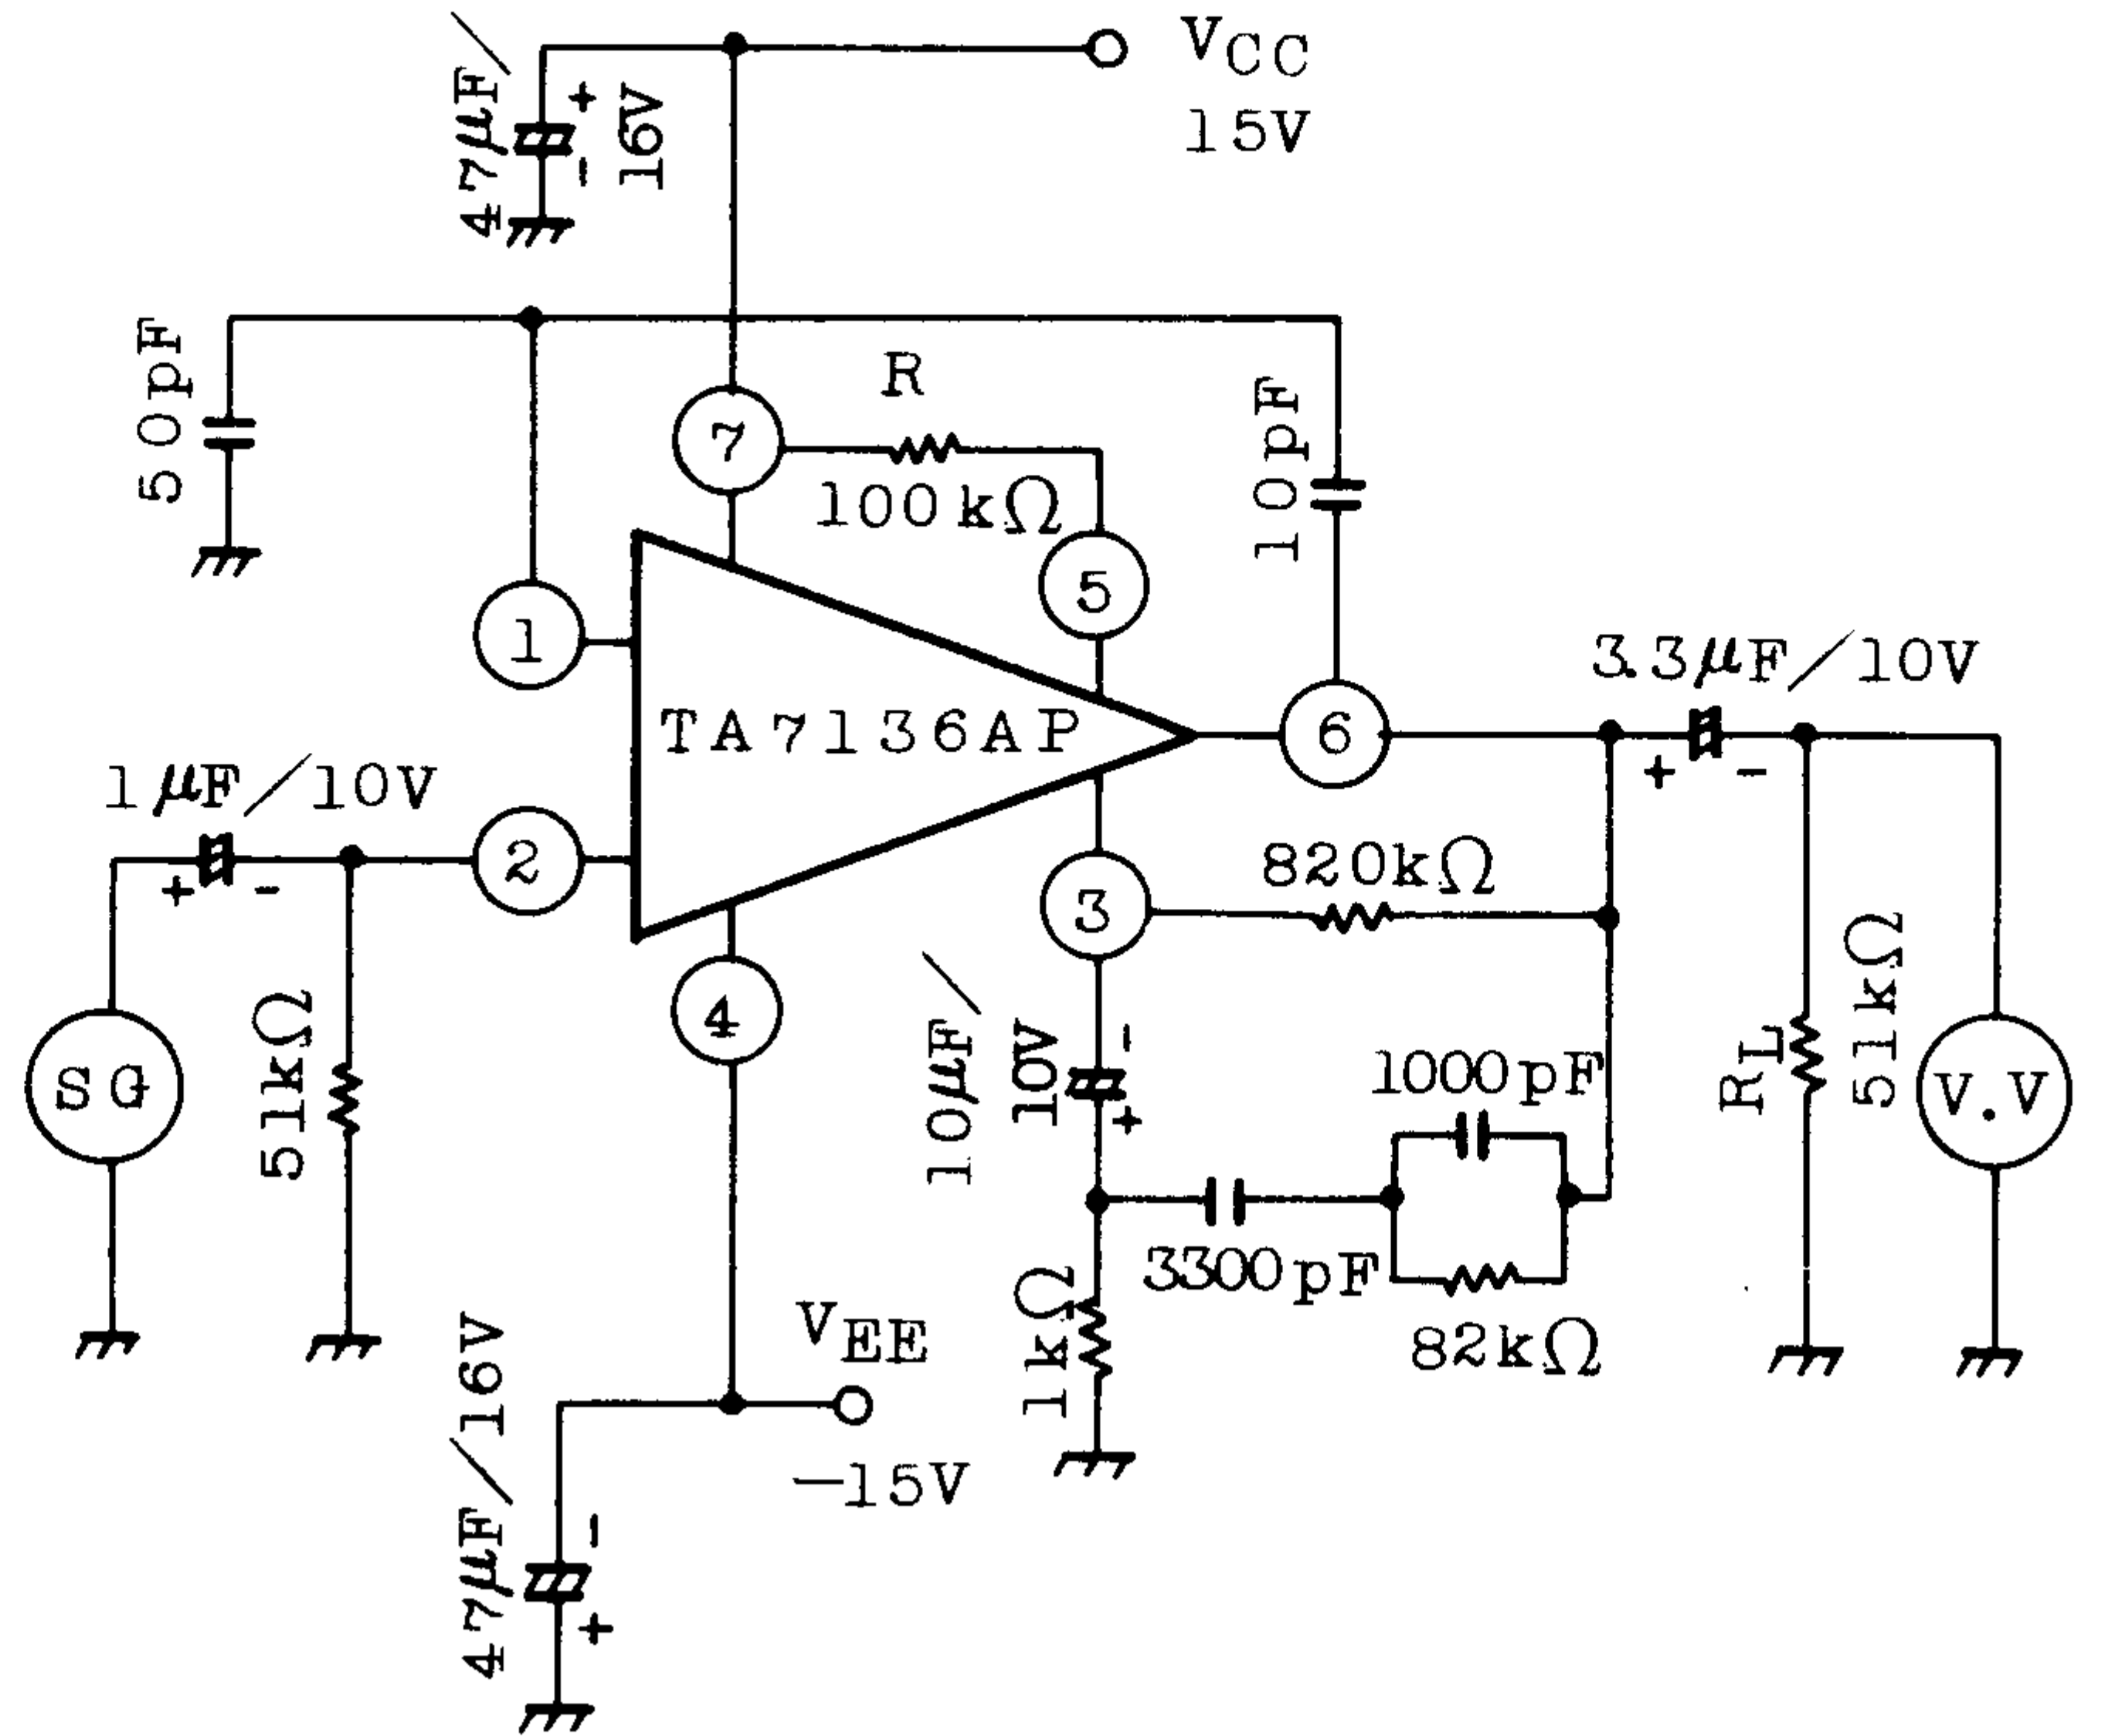 47μF/
16V
VCC
15V
50pF
R
100kΩ
10pF
7
5
1
TA7136AP
6
3.3μF/10V
1μF/10V
2
820kΩ
3
4
SG
51kΩ
10μF/
10V
1000pF
RL
51kΩ
V.V
3300pF
82kΩ
1kΩ
VEE
-15V
47μF/16V